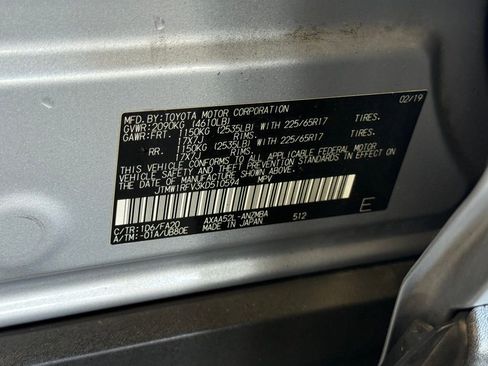 MFD.BY:TOYOTA MOTOR CORPORATION 02/19
GVWR:2090KG (4610LB)
GAWR:FRT. 1150KG (2535LB) WITH 225/65R17 TIRES.
17X7J RIMS.
RR. 1150KG (2535LB) WITH 225/65R17 TIRES.
17X7J RIMS.
THIS VEHICLE CONFORMS TO ALL APPLICABLE FEDERAL MOTOR
VEHICLE SAFETY AND THEFT PREVENTION STANDARDS IN EFFECT
ON THE DATE OF MANUFACTURE SHOWN ABOVE.
JTMW1RFV3KD510594 MPV
C/TR:1D6/FA20 AXAA52L-ANZMBA 512 E
A/TM:-01A/UB80E MADE IN JAPAN